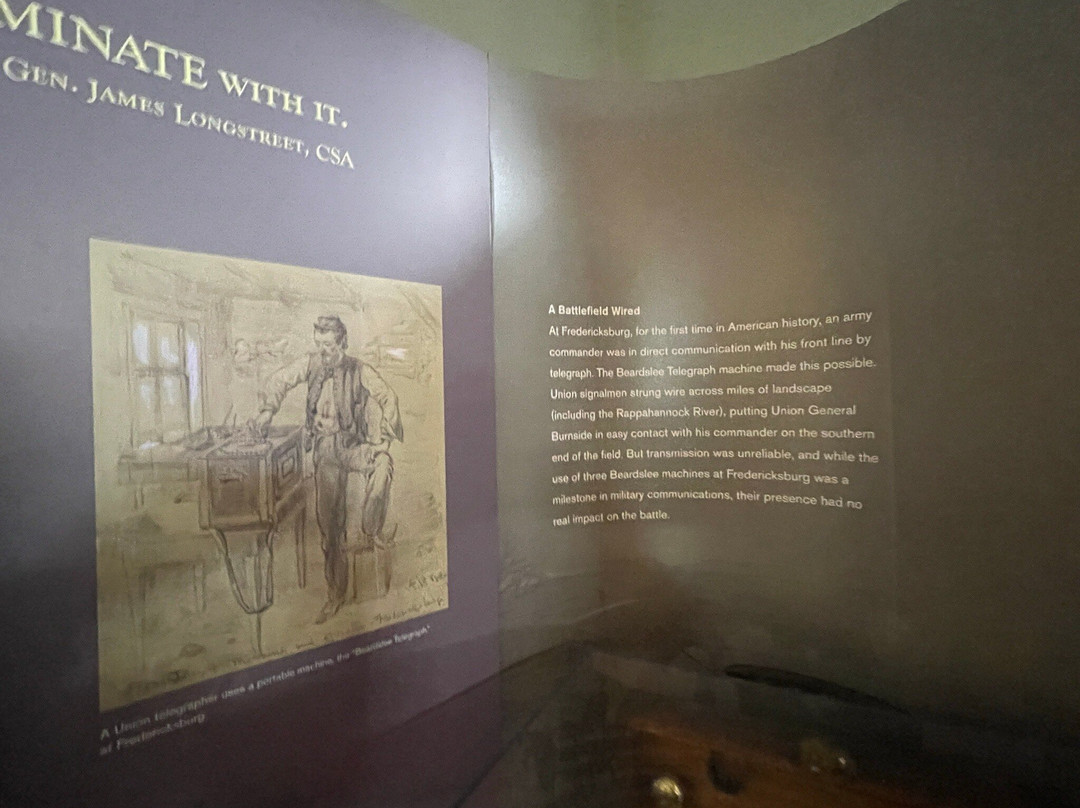 MINATE WITH IT.
GEN. JAMES LONGSTREET, CSA
A Battlefield Wired
At Fredericksburg, for the first time in American history, an army
commander was in direct communication with his front line by
telegraph. The Beardslee Telegraph machine made this possible.
Union signalmen strung wire across miles of landscape
(including the Rappahannock River), putting Union General
Burnside in easy contact with his commander on the southern
end of the field. But transmission was unreliable, and while the
use of three Beardslee machines at Fredericksburg was a
milestone in military communications, their presence had no
real impact on the battle.
A Union telegrapher uses a portable machine, the "Beardslee Telegraph"
at Fredericksburg